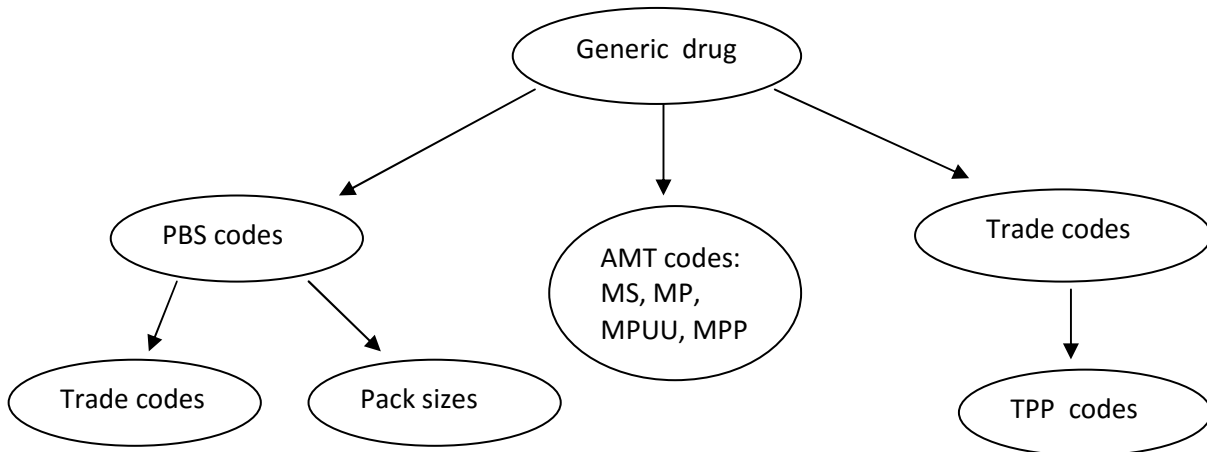 Generic drug
PBS codes
AMT codes:
MS, MP,
MPUU, MPP
Trade codes
Trade codes
Pack sizes
TPP codes